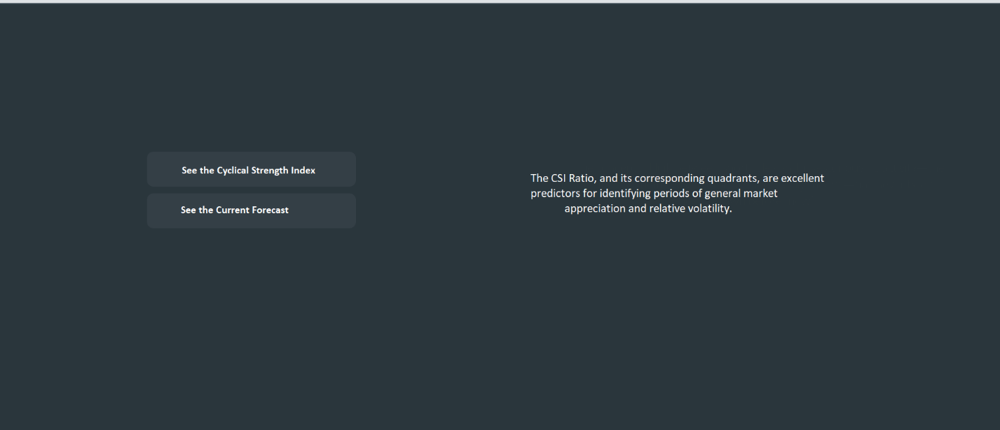 See the Cyclical Strength Index
See the Current Forecast
The CSI Ratio, and its corresponding quadrants, are excellent
predictors for identifying periods of general market
appreciation and relative volatility.